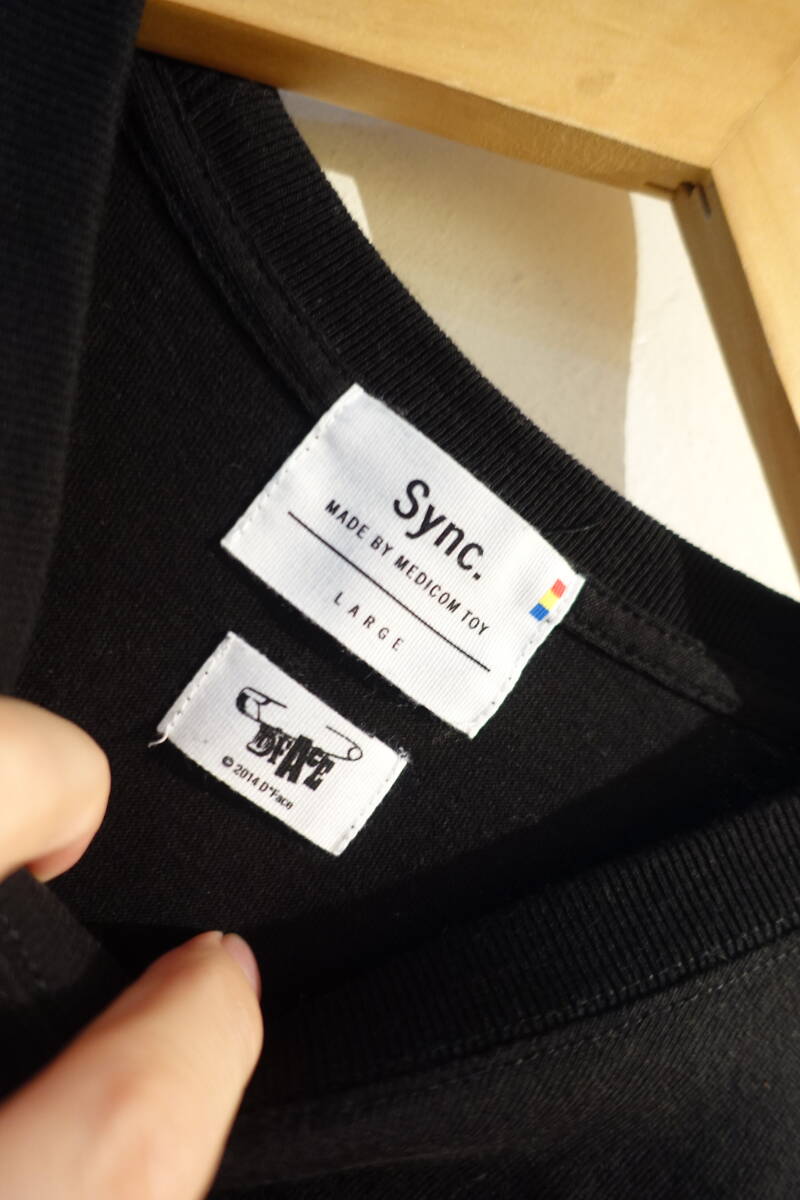 Sync.
MADE BY MEDICOM TOY
LARGE
D*FACE
© 2014 D*Face